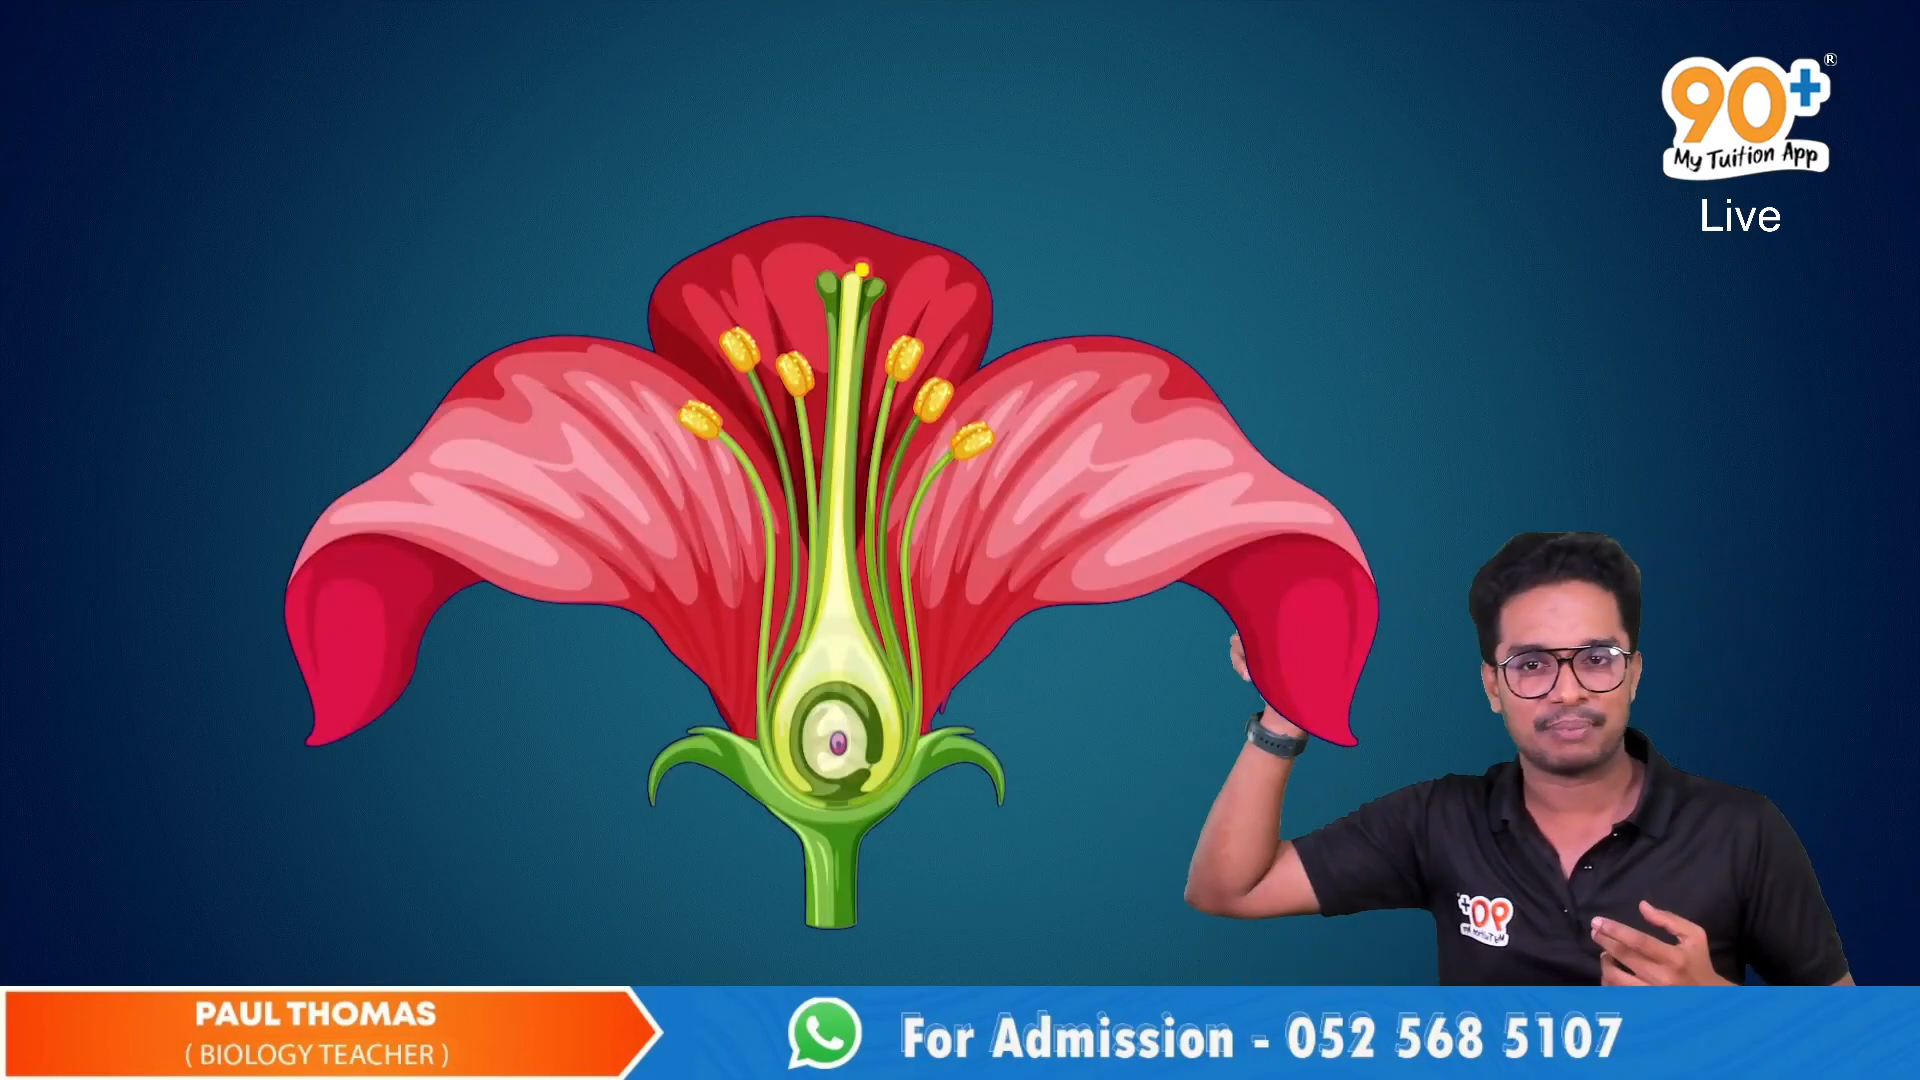 90+®
My Tuition App
Live
PAUL THOMAS
( BIOLOGY TEACHER )
For Admission - 052 568 5107